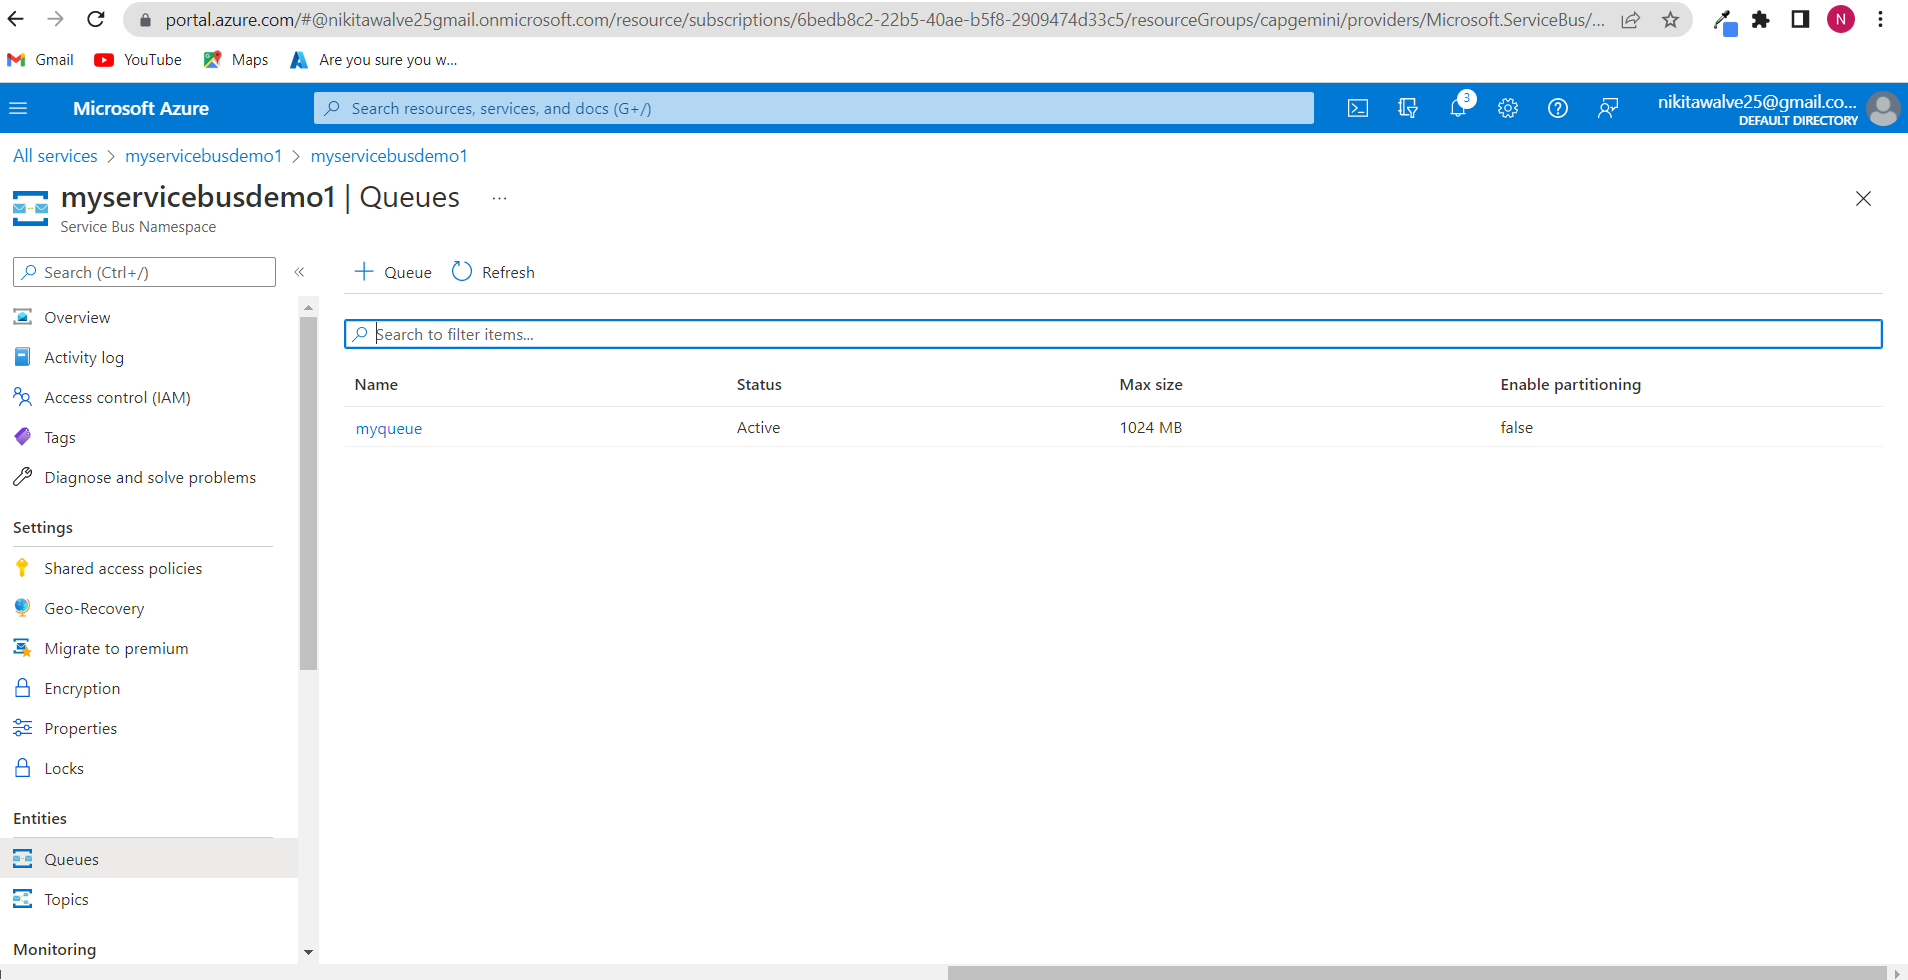 portal.azure.com/#@nikitawalve25gmail.onmicrosoft.com/resource/subscriptions/6bedb8c2-22b5-40ae-b5f8-2909474d33c5/resourceGroups/capgemini/providers/Microsoft.ServiceBus/...
N
Gmail YouTube Maps Are you sure you w...
Microsoft Azure
Search resources, services, and docs (G+/)
3
nikitawalve25@gmail.co...
DEFAULT DIRECTORY
All services > myservicebusdemo1 > myservicebusdemo1
myservicebusdemo1 | Queues ...
Service Bus Namespace
Search (Ctrl+/) «
+ Queue Refresh
Overview
Activity log
Access control (IAM)
Tags
Diagnose and solve problems
Settings
Shared access policies
Geo-Recovery
Migrate to premium
Encryption
Properties
Locks
Entities
Queues
Topics
Monitoring
Search to filter items...
Name Status Max size Enable partitioning
myqueue Active 1024 MB false